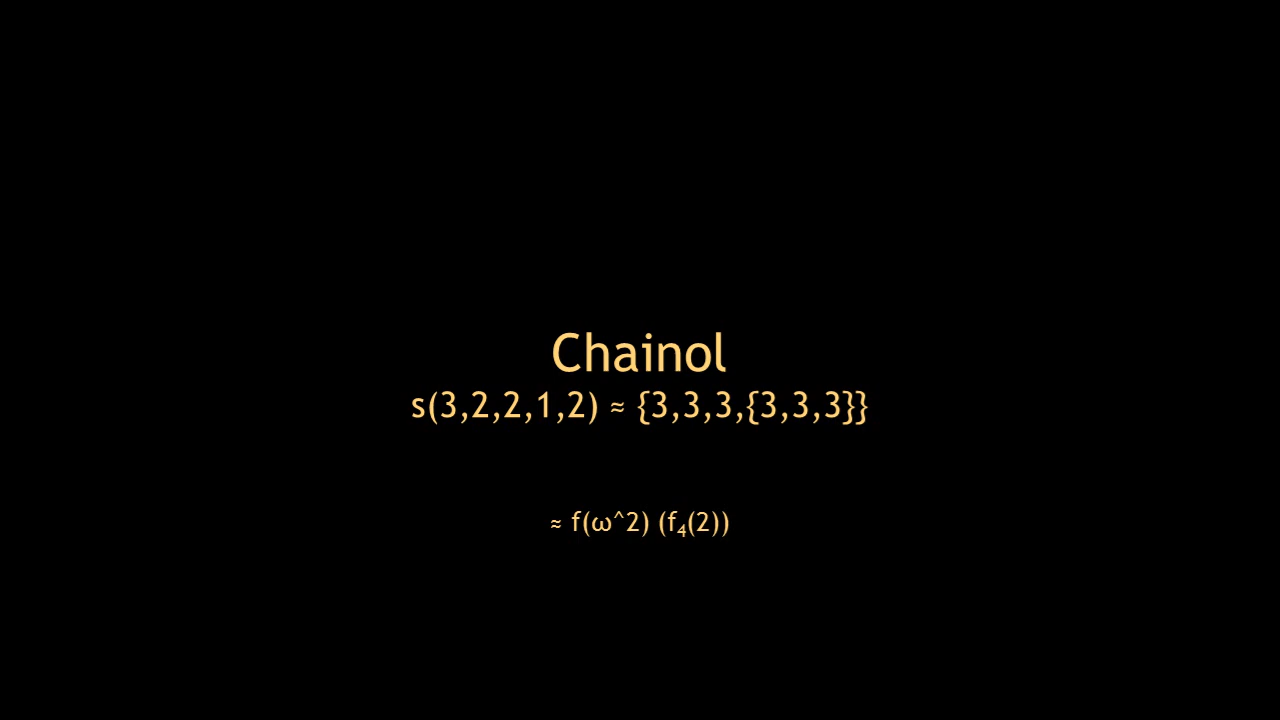 Chainol
s(3,2,2,1,2) ≈ {3,3,3,{3,3,3}}
≈ f(ω^2) (f₄(2))